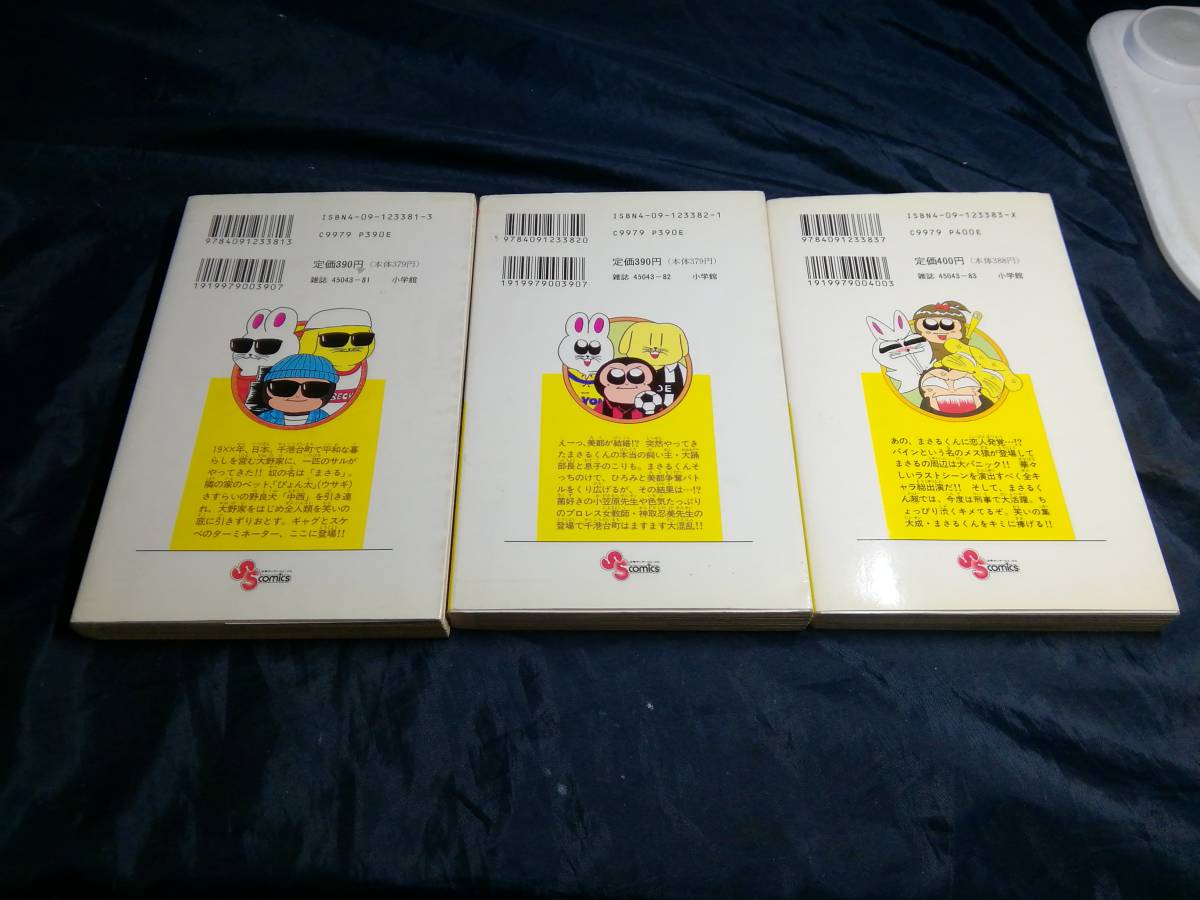 ISBN4-09-123381-3
9784091233813
C9979 P390E
定価390円(本体379円)
雑誌 45043-81 小学館
1919979003907
19××年、日本、千港台町で平和な暮
らしを営む大野家に、一匹のサルが
やってきた!! 奴の名は「まさる」。
隣の家のペット、「ぴょん太」(ウサギ)
さすらいの野良犬「中西」を引き連
れ、大野家をはじめ全人類を笑いの
底に引きずりおとす。ギャグとスケ
ベのターミネーター、ここに登場!!
SS comics
ISBN4-09-123382-1
9784091233820
C9979 P390E
定価390円(本体379円)
雑誌 45043-82 小学館
1919979003907
えーっ、美都が結婚!? 突然やってき
たまさるくんの本当の飼い主・大踊
部長と息子のこりも。まさるくんそ
っちのけで、ひろみと美都争奪バト
ルをくり広げるが、その結果は…!?
菌好きの小笠原先生や色気たっぷり
のプロレス女教師・神取忍美先生の
登場で千港台町はますます大混乱!!
SS comics
ISBN4-09-123383-X
9784091233837
C9979 P400E
定価400円(本体388円)
雑誌 45043-83 小学館
1919979004003
あの、まさるくんに恋人発覚…!?
パインという名のメス猿が登場して
まさるの周辺は大パニック!! 華々
しいラストシーンを演出すべく全キ
ャラ総出演だ!! そして、まさるく
ん超では、今度は刑事で大活躍。ち
ょっぴり渋くキメてるぞ。笑いの集
大成・まさるくんをキミに捧げる!!
SS comics